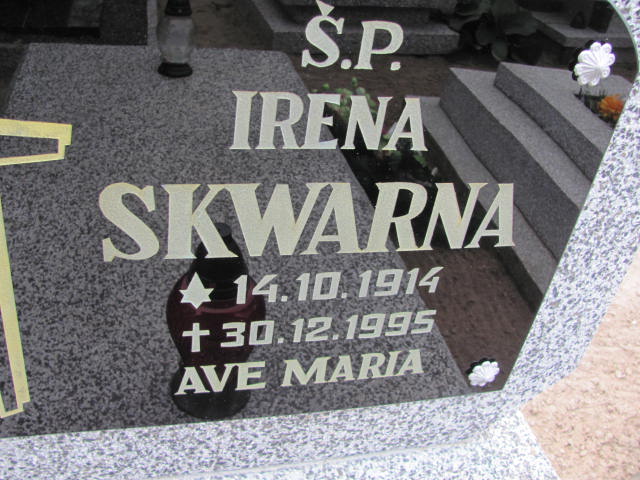 Ś.P.
IRENA
SKWARNA
✶ 14.10.1914
✝ 30.12.1995
AVE MARIA